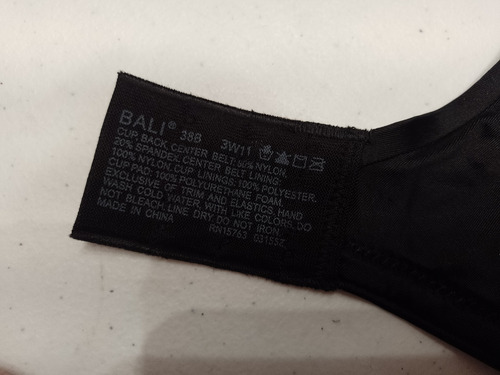 BALI® 38B 3W11
CUP, BACK, CENTER BELT: 80% NYLON,
20% SPANDEX. CENTER BELT LINING:
100% NYLON. CUP LININGS: 100% POLYESTER.
CUP PAD: 100% POLYURETHANE FOAM.
EXCLUSIVE OF TRIM AND ELASTICS. HAND
WASH COLD WATER, WITH LIKE COLORS. DO
NOT BLEACH. LINE DRY. DO NOT IRON.
MADE IN CHINA
RN15763 03155Z